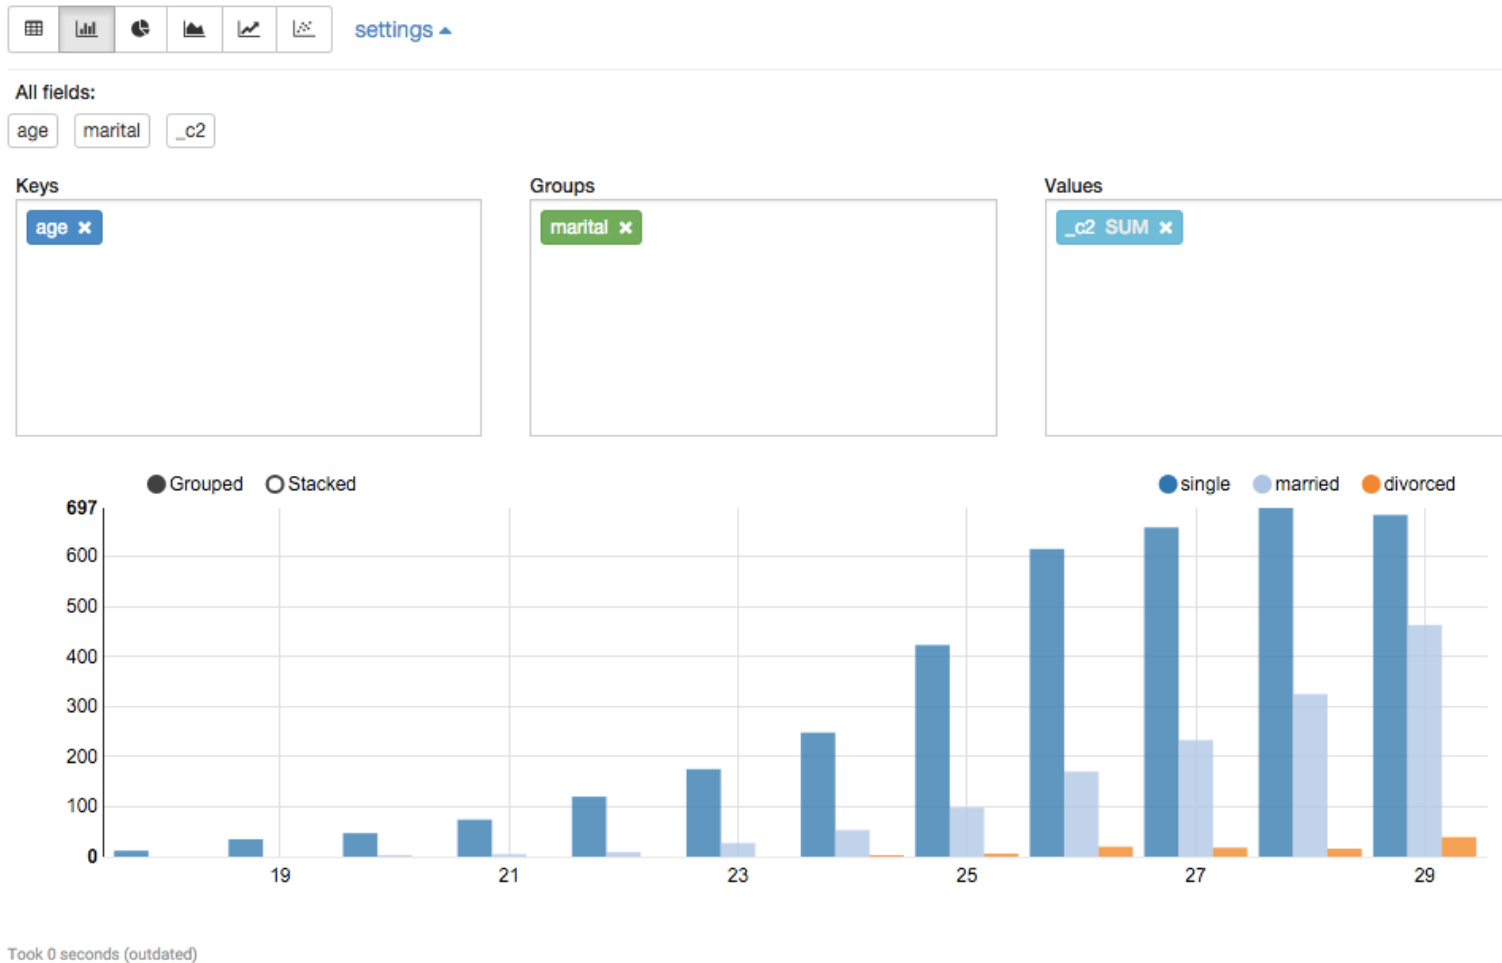 settings
All fields:
age marital _c2
Keys Groups Values
age × marital × _c2 SUM ×
Grouped Stacked single married divorced
697
600
500
400
300
200
100
0
19 21 23 25 27 29
Took 0 seconds (outdated)